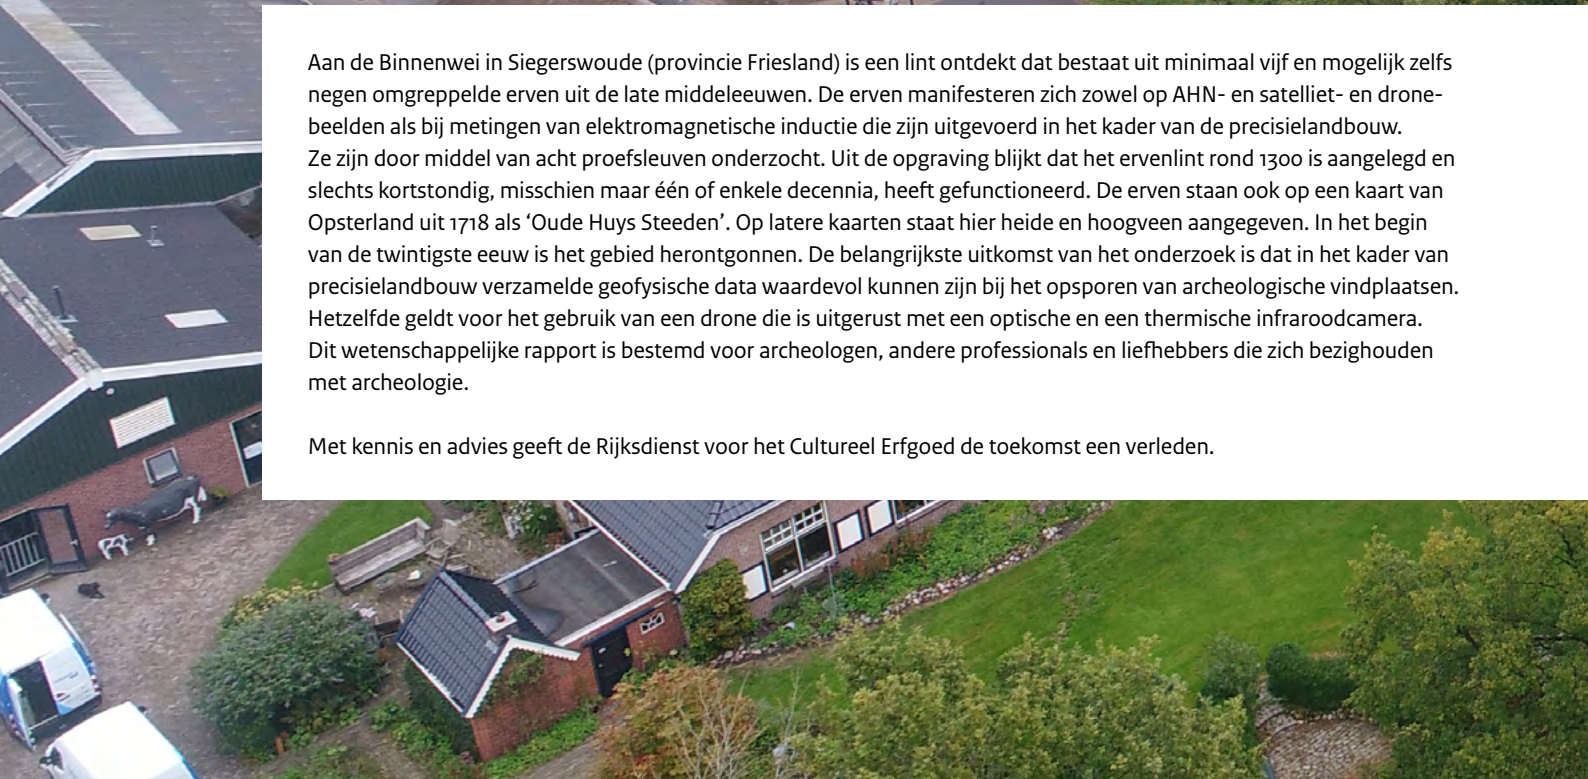 Aan de Binnenwei in Siegerswoude (provincie Friesland) is een lint ontdekt dat bestaat uit minimaal vijf en mogelijk zelfs
negen omgreppelde erven uit de late middeleeuwen. De erven manifesteren zich zowel op AHN- en satelliet- en drone-
beelden als bij metingen van elektromagnetische inductie die zijn uitgevoerd in het kader van de precisielandbouw.
Ze zijn door middel van acht proefsleuven onderzocht. Uit de opgraving blijkt dat het ervenlint rond 1300 is aangelegd en
slechts kortstondig, misschien maar één of enkele decennia, heeft gefunctioneerd. De erven staan ook op een kaart van
Opsterland uit 1718 als ‘Oude Huys Steeden’. Op latere kaarten staat hier heide en hoogveen aangegeven. In het begin
van de twintigste eeuw is het gebied herontgonnen. De belangrijkste uitkomst van het onderzoek is dat in het kader van
precisielandbouw verzamelde geofysische data waardevol kunnen zijn bij het opsporen van archeologische vindplaatsen.
Hetzelfde geldt voor het gebruik van een drone die is uitgerust met een optische en een thermische infraroodcamera.
Dit wetenschappelijke rapport is bestemd voor archeologen, andere professionals en liefhebbers die zich bezighouden
met archeologie.
Met kennis en advies geeft de Rijksdienst voor het Cultureel Erfgoed de toekomst een verleden.